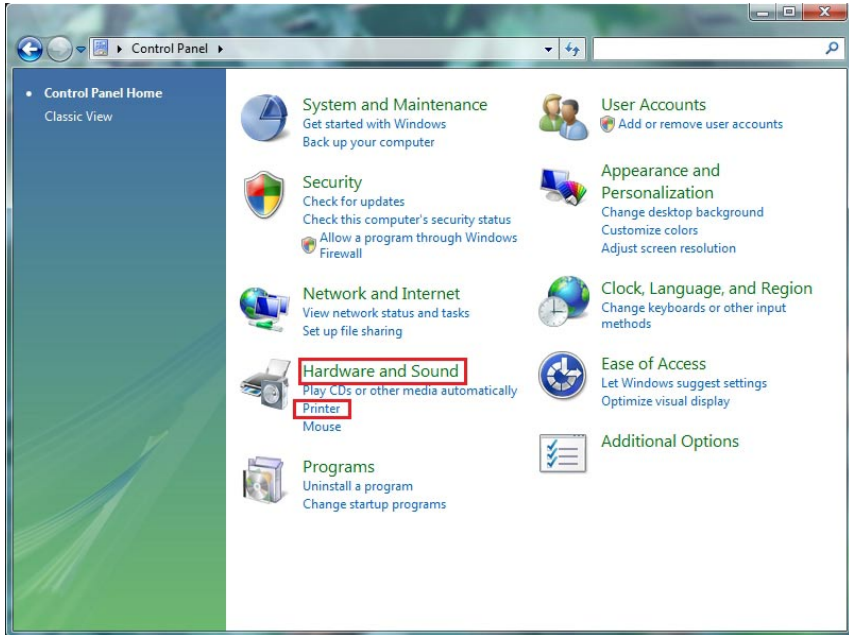 Control Panel
Control Panel Home
Classic View
System and Maintenance
Get started with Windows
Back up your computer
Security
Check for updates
Check this computer's security status
Allow a program through Windows
Firewall
Network and Internet
View network status and tasks
Set up file sharing
Hardware and Sound
Play CDs or other media automatically
Printer
Mouse
Programs
Uninstall a program
Change startup programs
User Accounts
Add or remove user accounts
Appearance and
Personalization
Change desktop background
Customize colors
Adjust screen resolution
Clock, Language, and Region
Change keyboards or other input
methods
Ease of Access
Let Windows suggest settings
Optimize visual display
Additional Options